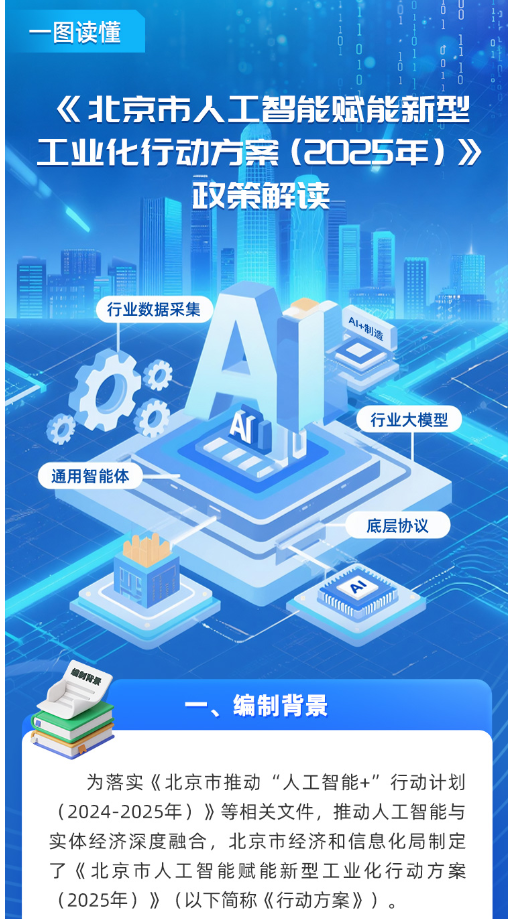 一图读懂
《北京市人工智能赋能新型
工业化行动方案(2025年)》
政策解读
行业数据采集
AI
AI+制造
AI
行业大模型
通用智能体
底层协议
AI
编制背景
一、编制背景
为落实《北京市推动“人工智能+”行动计划
（2024-2025年）》等相关文件，推动人工智能与
实体经济深度融合，北京市经济和信息化局制定
了《北京市人工智能赋能新型工业化行动方案
（2025年）》（以下简称《行动方案》）。